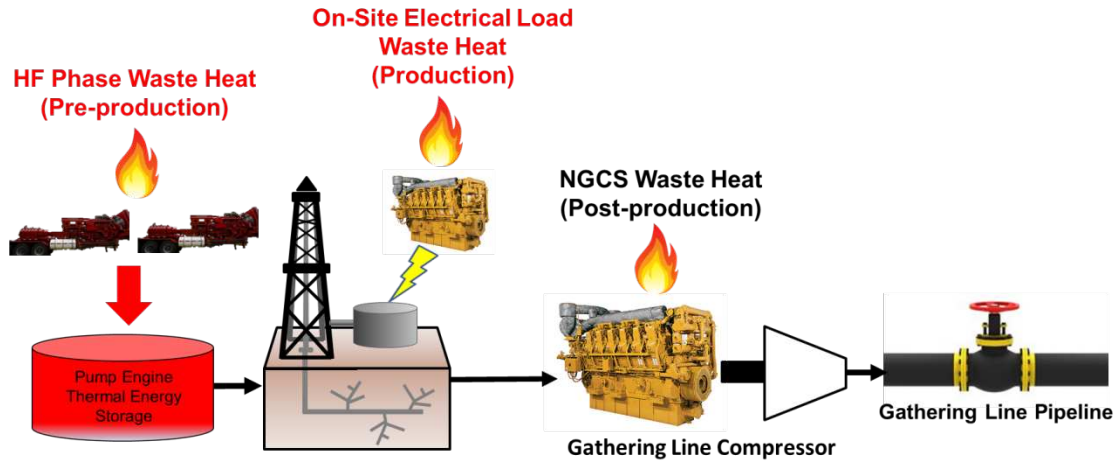 On-Site Electrical Load
Waste Heat
(Production)
HF Phase Waste Heat
(Pre-production)
NGCS Waste Heat
(Post-production)
Pump Engine
Thermal Energy
Storage
Gathering Line Compressor
Gathering Line Pipeline